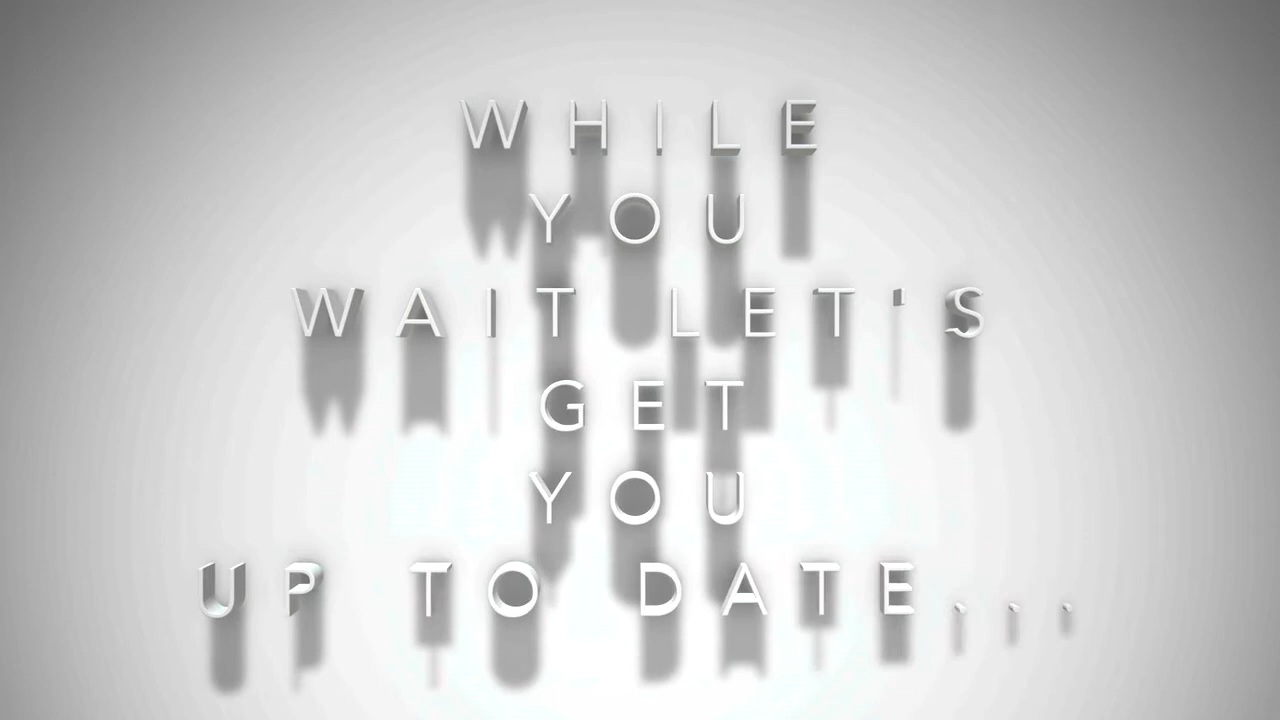 WHILE
YOU
WAIT LET'S
GET
YOU
UP TO DATE...